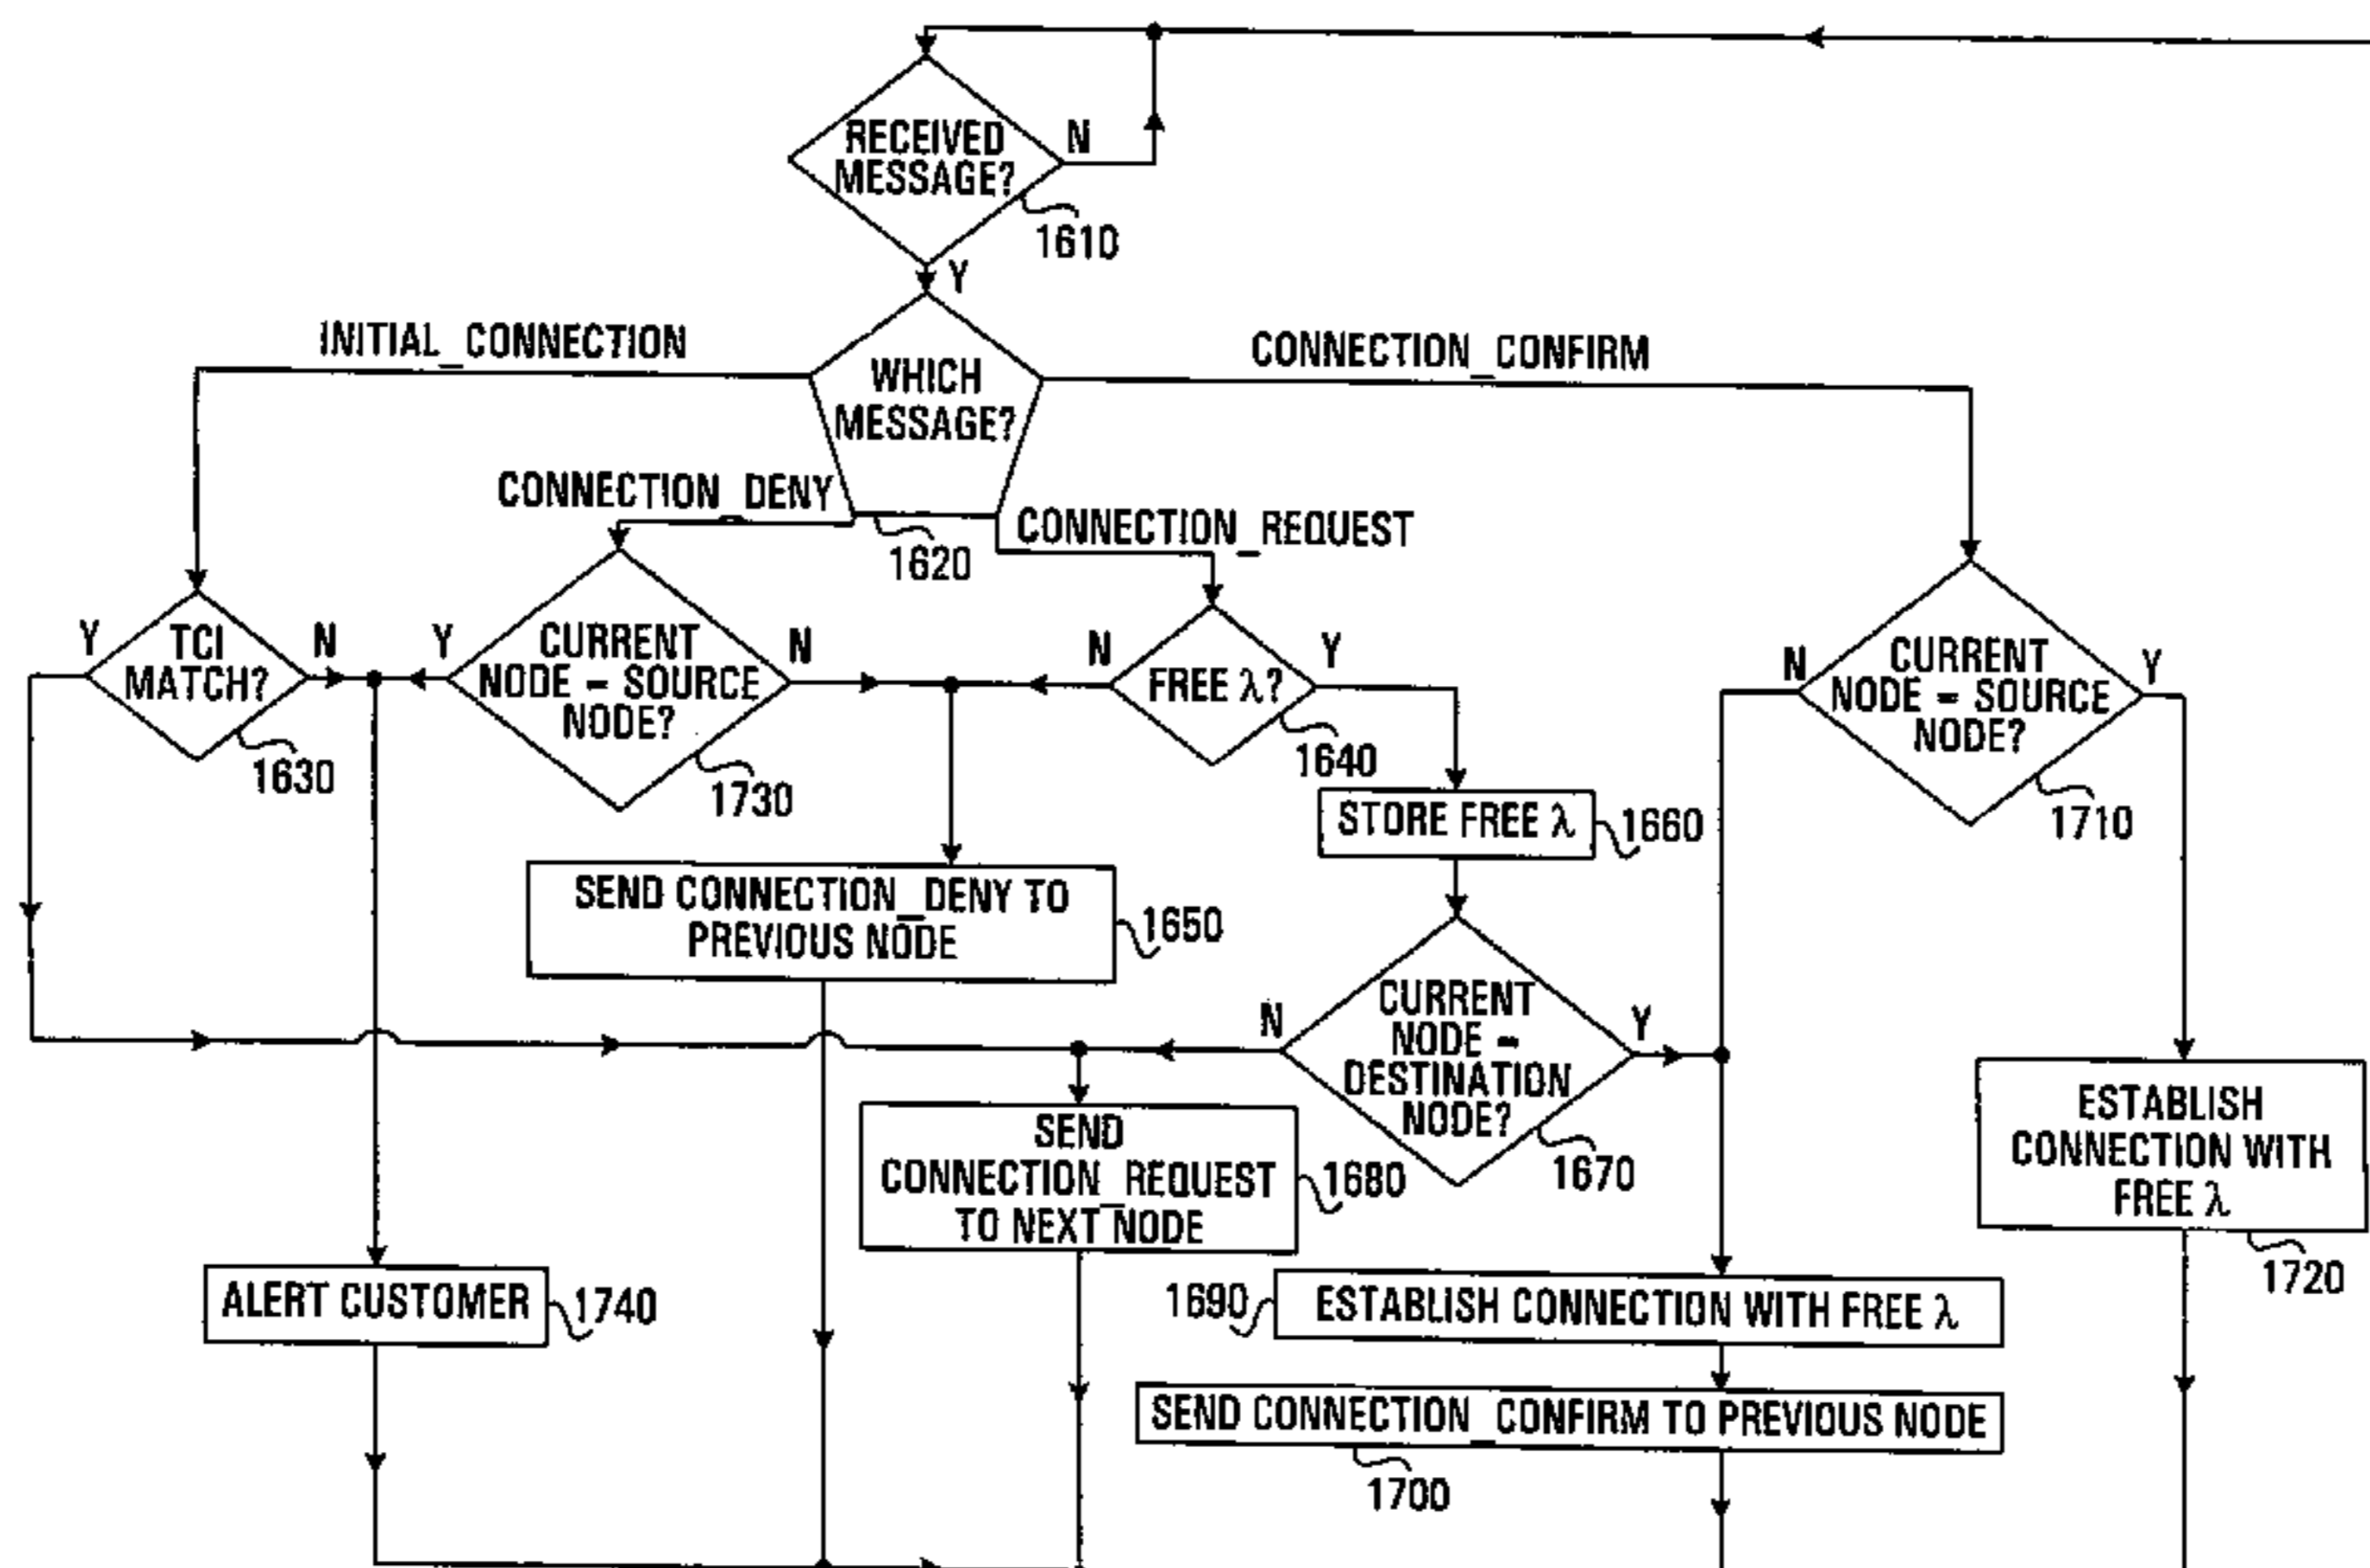 RECEIVED
MESSAGE?
N
1610
Y
INITIAL_CONNECTION
CONNECTION_CONFIRM
WHICH
MESSAGE?
CONNECTION_DENY
CONNECTION_REQUEST
1620
Y
TCI
MATCH?
N
1630
Y
CURRENT
NODE = SOURCE
NODE?
N
1730
N
FREE λ?
Y
1640
N
CURRENT
NODE = SOURCE
NODE?
Y
1710
STORE FREE λ
1660
SEND CONNECTION_DENY TO
PREVIOUS NODE
1650
N
CURRENT
NODE =
DESTINATION
NODE?
Y
1670
SEND
CONNECTION_REQUEST
TO NEXT NODE
1680
ESTABLISH
CONNECTION WITH
FREE λ
1720
ALERT CUSTOMER
1740
1690
ESTABLISH CONNECTION WITH FREE λ
SEND CONNECTION_CONFIRM TO PREVIOUS NODE
1700